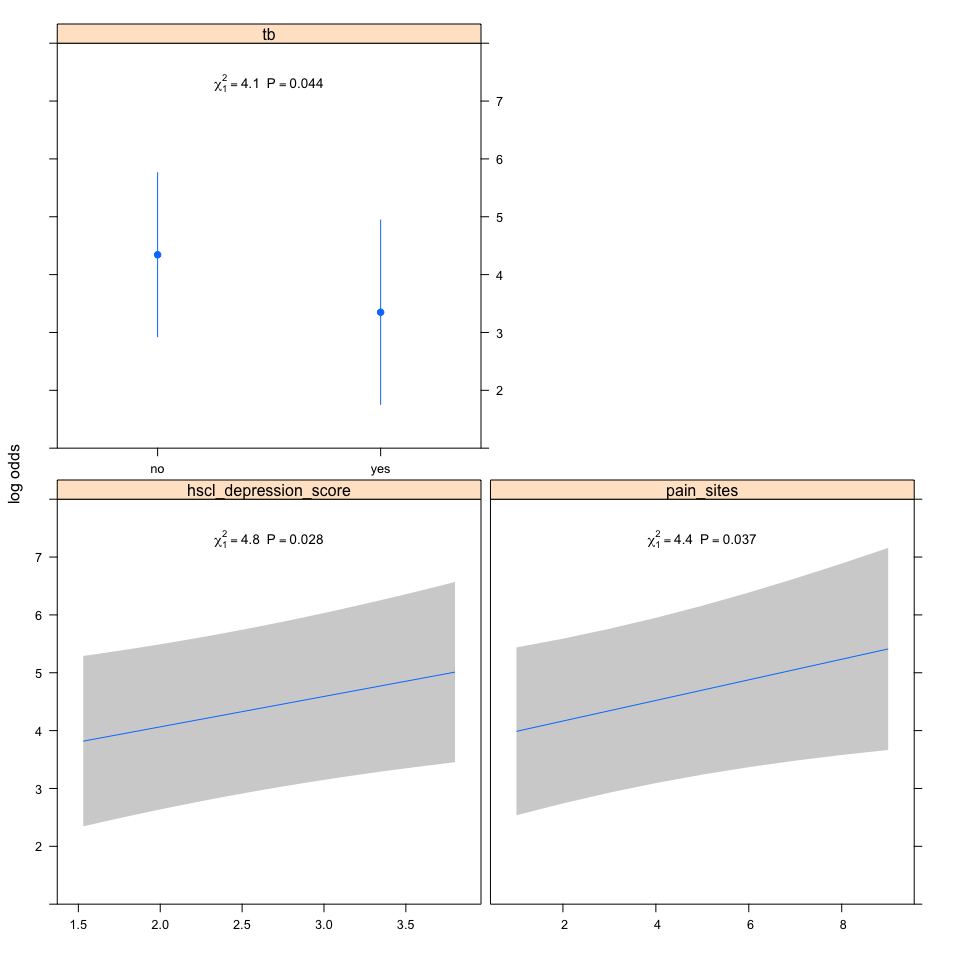 tb
χ²₁ = 4.1 P = 0.044
7
6
5
4
3
2
no yes
log odds
hscl_depression_score pain_sites
χ²₁ = 4.8 P = 0.028 χ²₁ = 4.4 P = 0.037
7
6
5
4
3
2
1.5 2.0 2.5 3.0 3.5 2 4 6 8